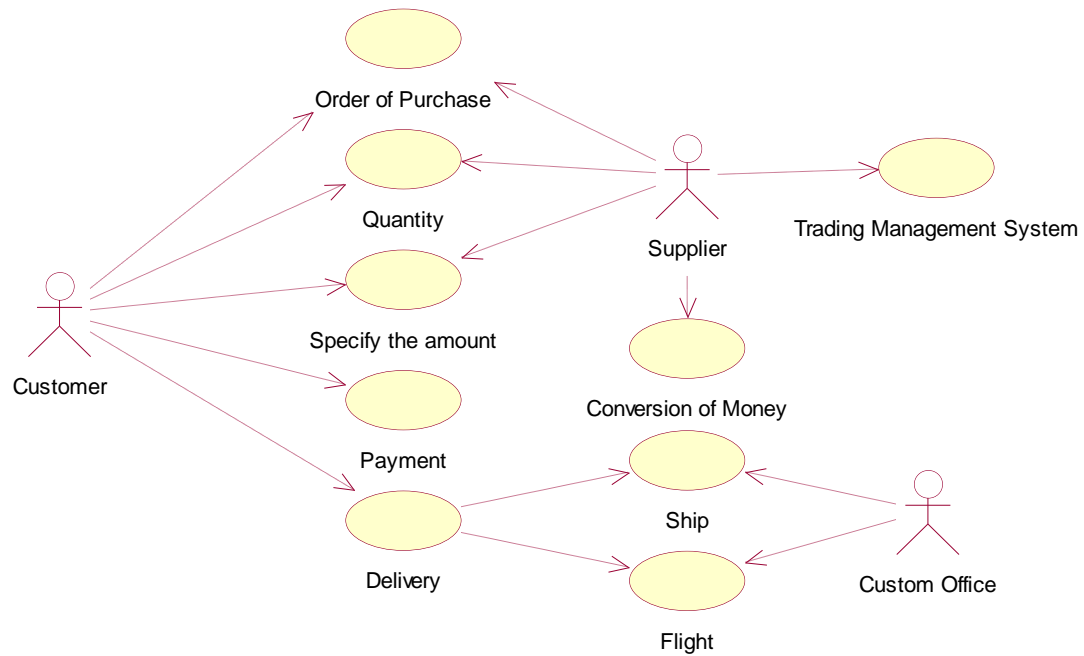 Order of Purchase
Quantity
Supplier
Trading Management System
Specify the amount
Customer
Conversion of Money
Payment
Ship
Delivery
Custom Office
Flight